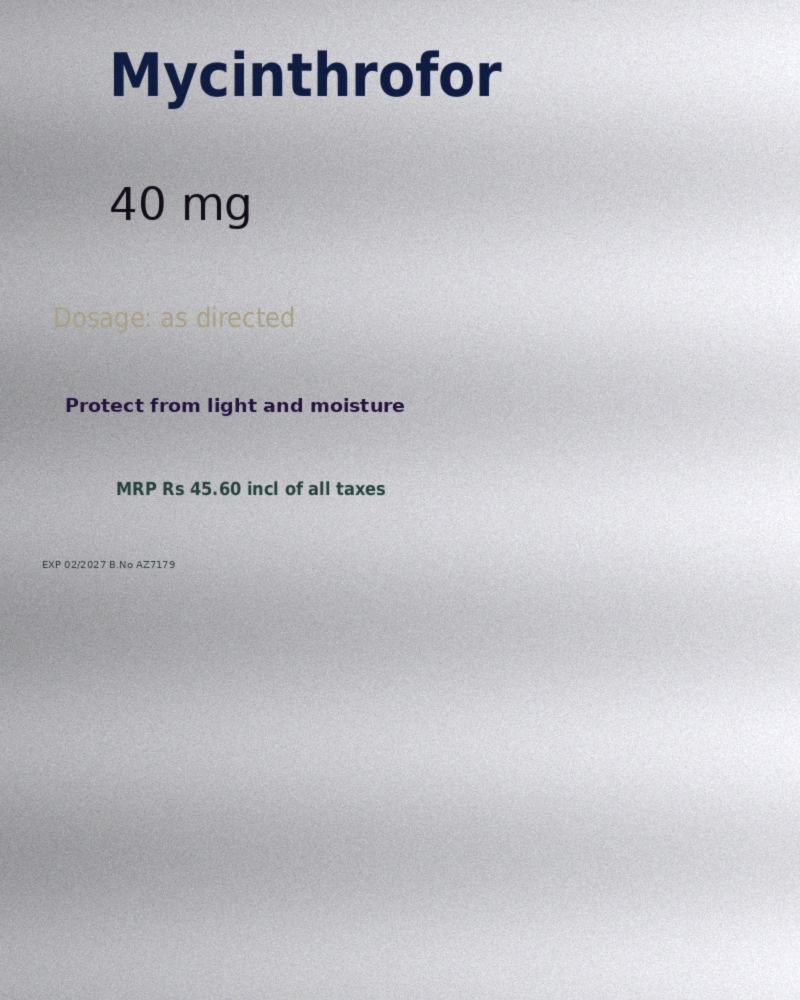 Mycinthrofor
40 mg
Dosage: as directed
Protect from light and moisture
MRP Rs 45.60 incl of all taxes
EXP 02/2027 B.No AZ7179